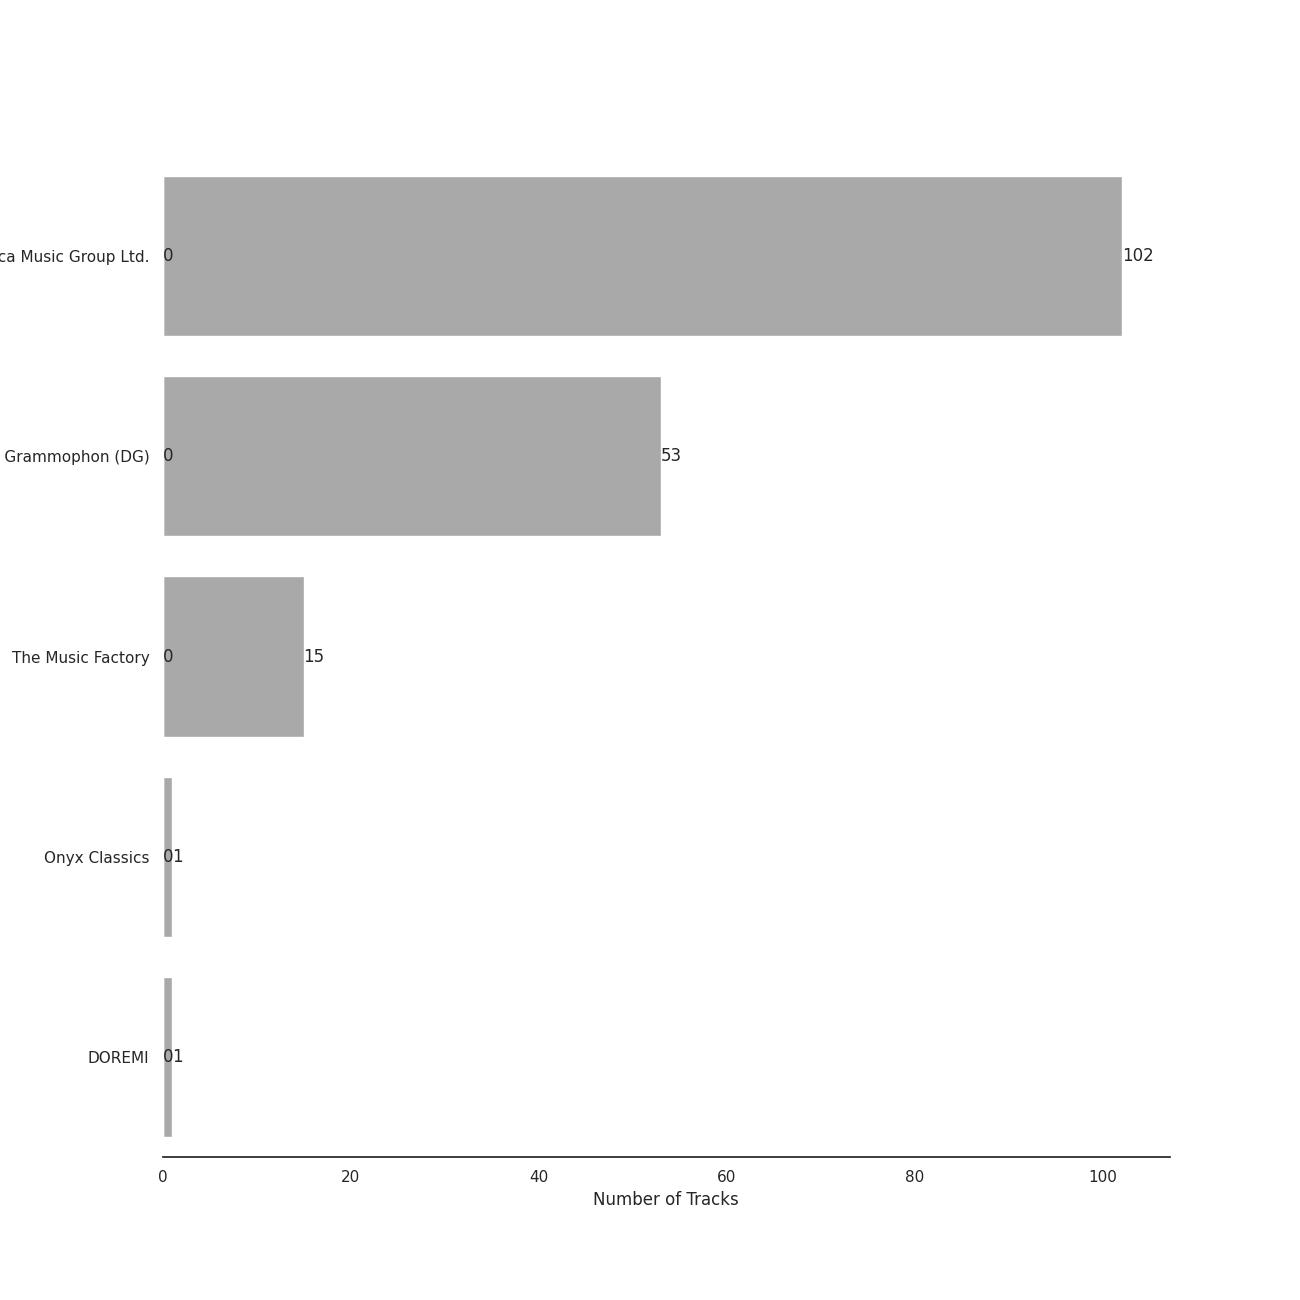 ca Music Group Ltd. 0 102
Grammophon (DG) 0 53
The Music Factory 0 15
Onyx Classics 01
DOREMI 01
0 20 40 60 80 100
Number of Tracks